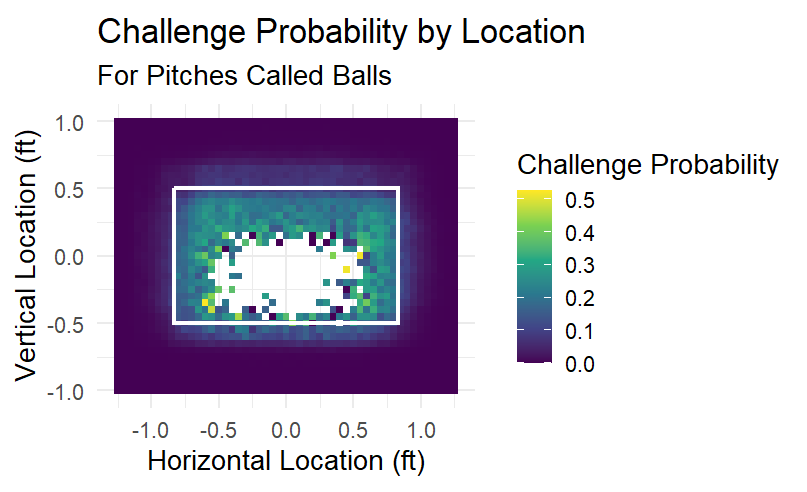 Challenge Probability by Location
For Pitches Called Balls
Vertical Location (ft)
1.0
0.5
0.0
-0.5
-1.0
-1.0 -0.5 0.0 0.5 1.0
Horizontal Location (ft)
Challenge Probability
0.5
0.4
0.3
0.2
0.1
0.0